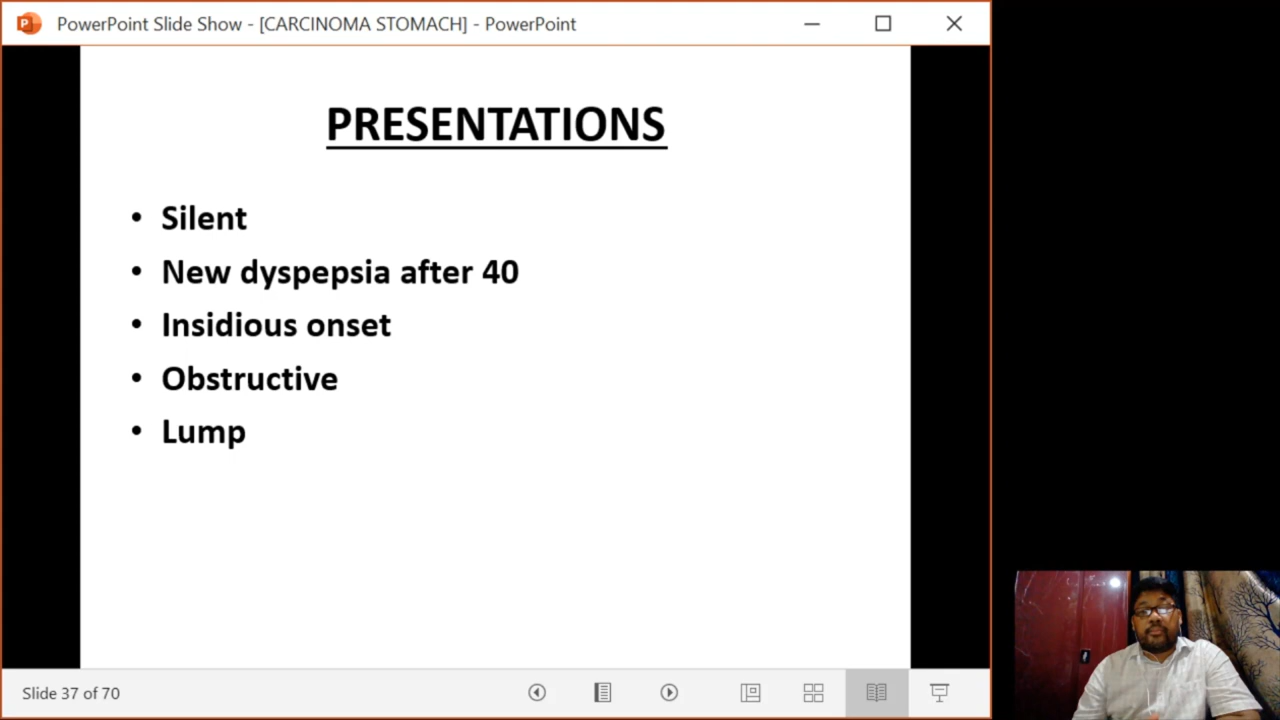 PowerPoint Slide Show - [CARCINOMA STOMACH] - PowerPoint
PRESENTATIONS
• Silent
• New dyspepsia after 40
• Insidious onset
• Obstructive
• Lump
Slide 37 of 70